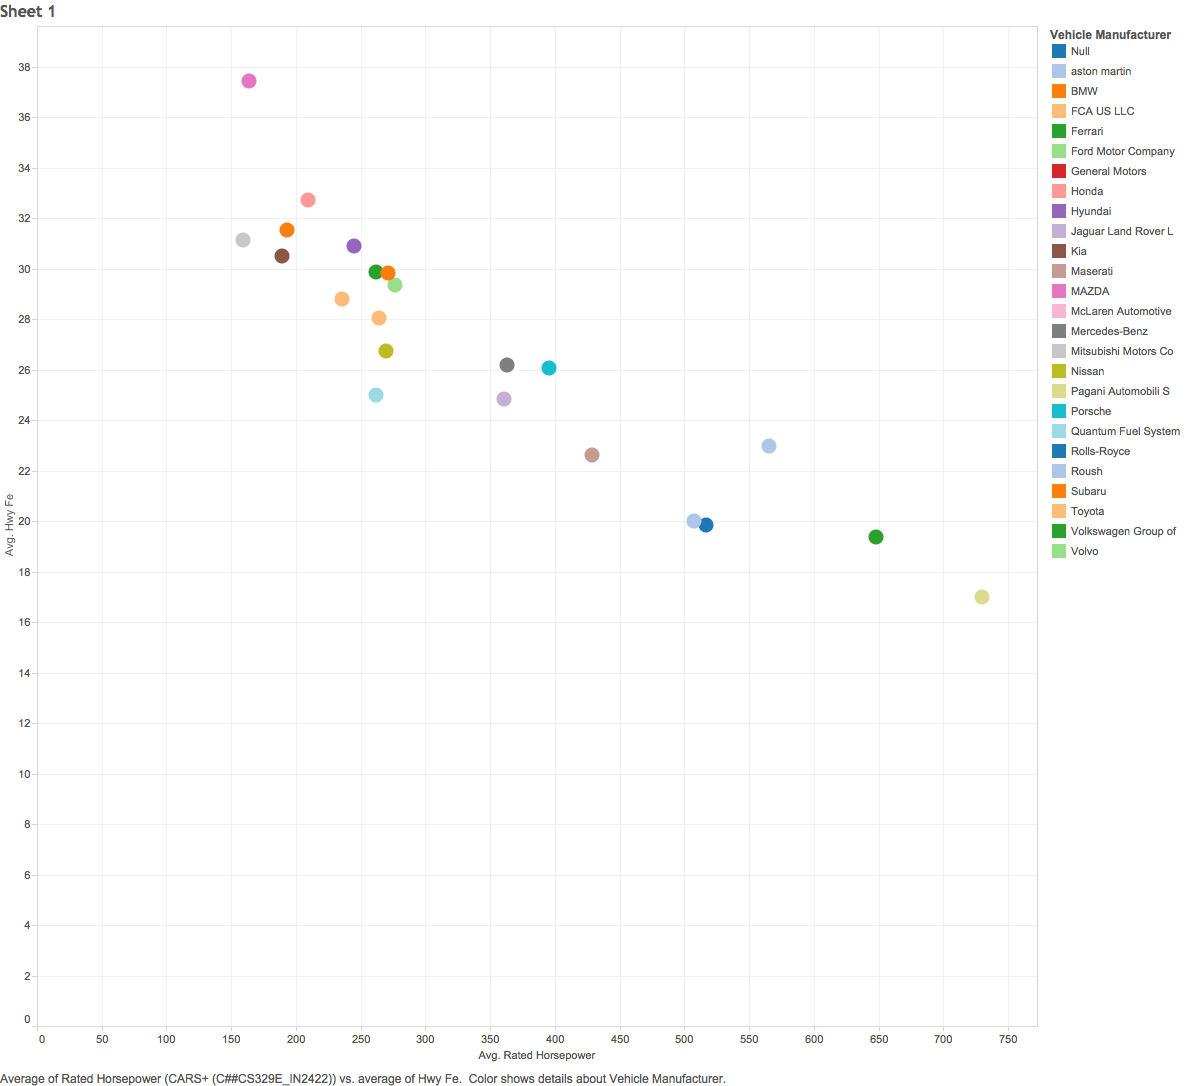 Sheet 1
38
36
34
32
30
28
26
24
22
20
18
16
14
12
10
8
6
4
2
0
Avg. Hwy Fe
0 50 100 150 200 250 300 350 400 450 500 550 600 650 700 750
Avg. Rated Horsepower
Vehicle Manufacturer
Null
aston martin
BMW
FCA US LLC
Ferrari
Ford Motor Company
General Motors
Honda
Hyundai
Jaguar Land Rover L
Kia
Maserati
MAZDA
McLaren Automotive
Mercedes-Benz
Mitsubishi Motors Co
Nissan
Pagani Automobili S
Porsche
Quantum Fuel System
Rolls-Royce
Roush
Subaru
Toyota
Volkswagen Group of
Volvo
Average of Rated Horsepower (CARS+ (C##CS329E_IN2422)) vs. average of Hwy Fe.  Color shows details about Vehicle Manufacturer.